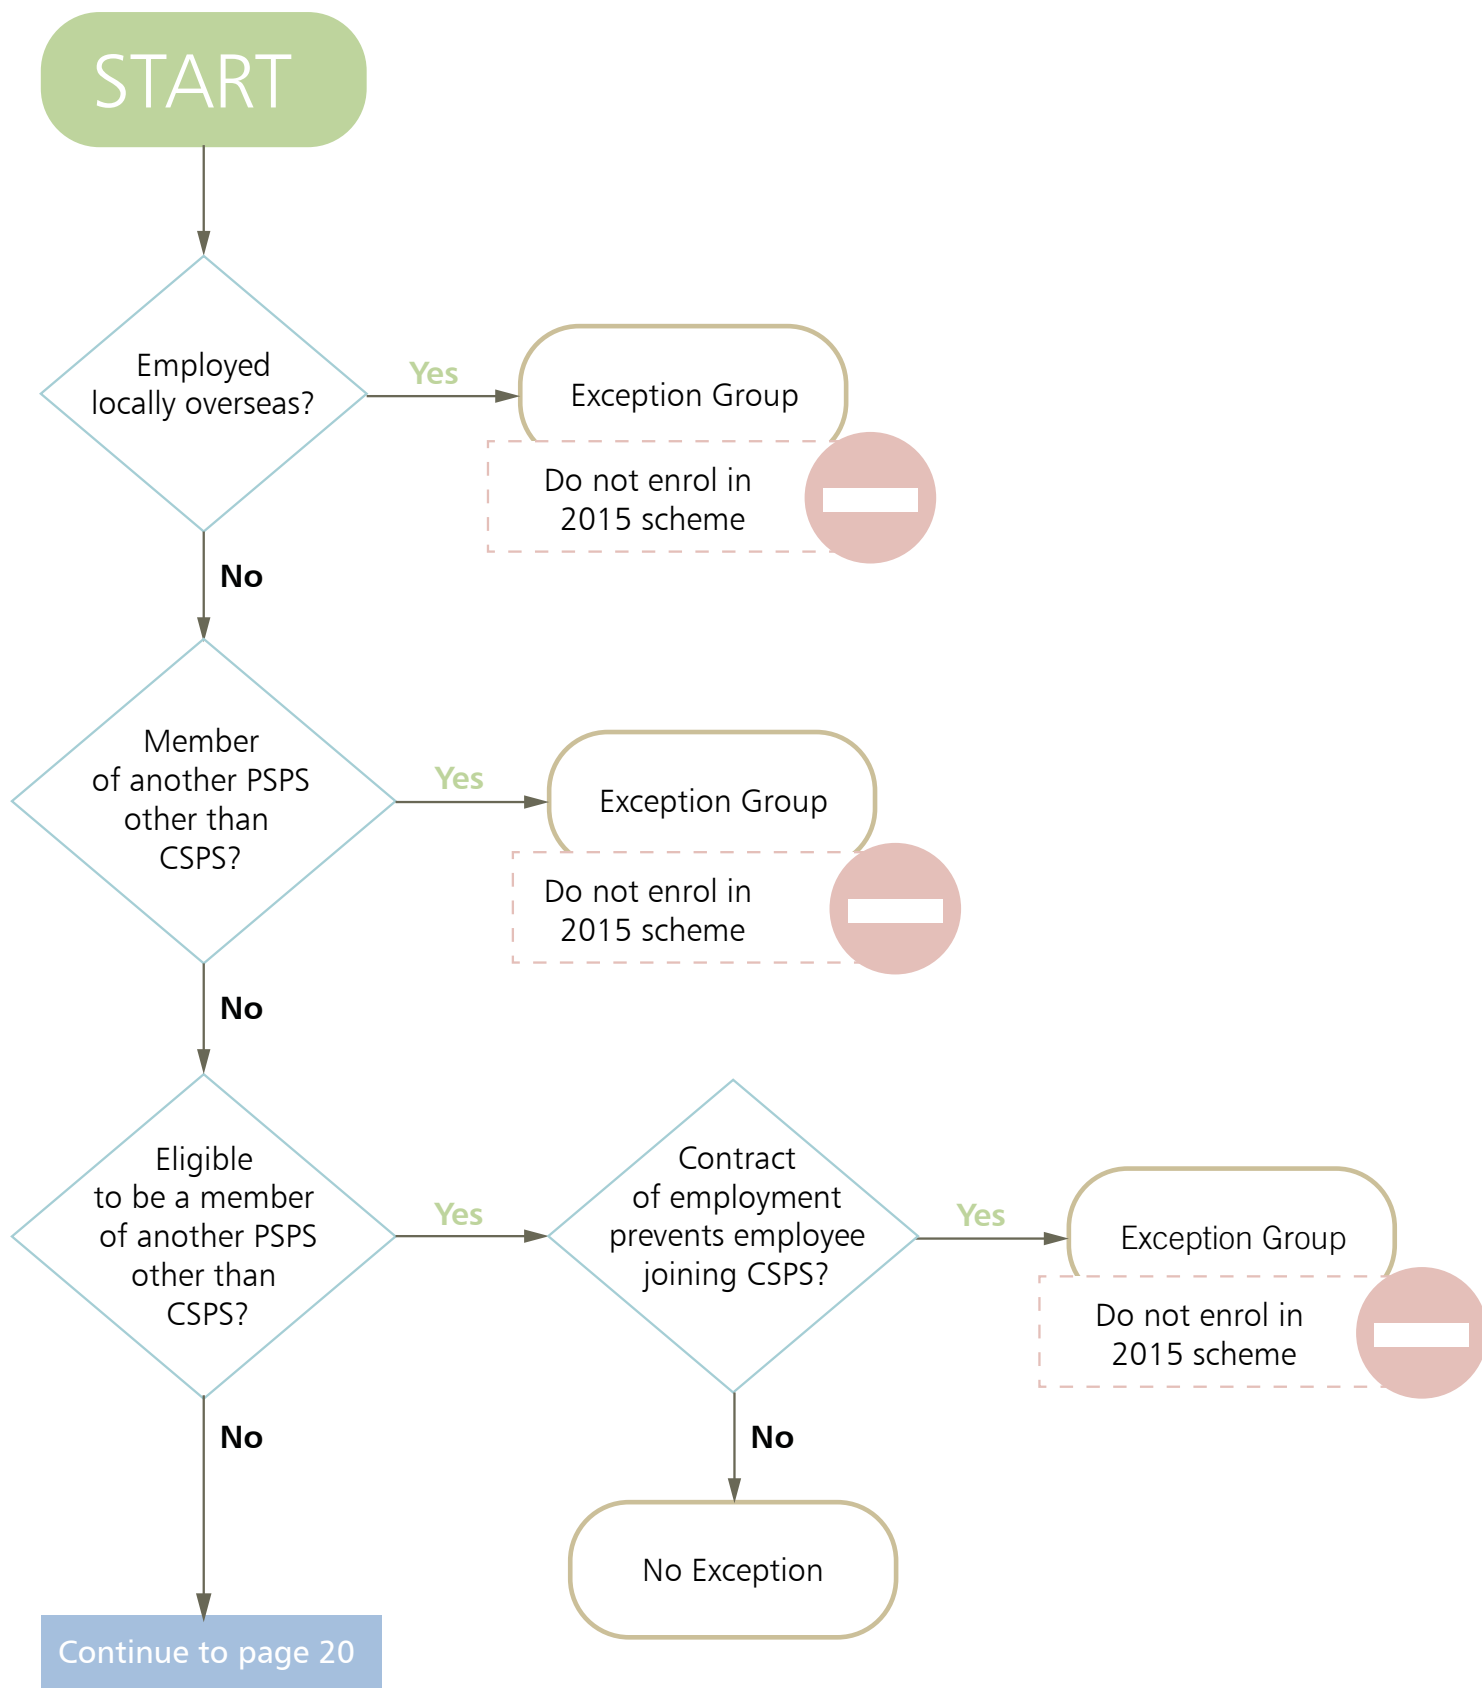 START
Employed
locally overseas?
Yes
Exception Group
Do not enrol in
2015 scheme
No
Member
of another PSPS
other than
CSPS?
Yes
Exception Group
Do not enrol in
2015 scheme
No
Eligible
to be a member
of another PSPS
other than
CSPS?
Yes
Contract
of employment
prevents employee
joining CSPS?
Yes
Exception Group
Do not enrol in
2015 scheme
No
No
No Exception
Continue to page 20